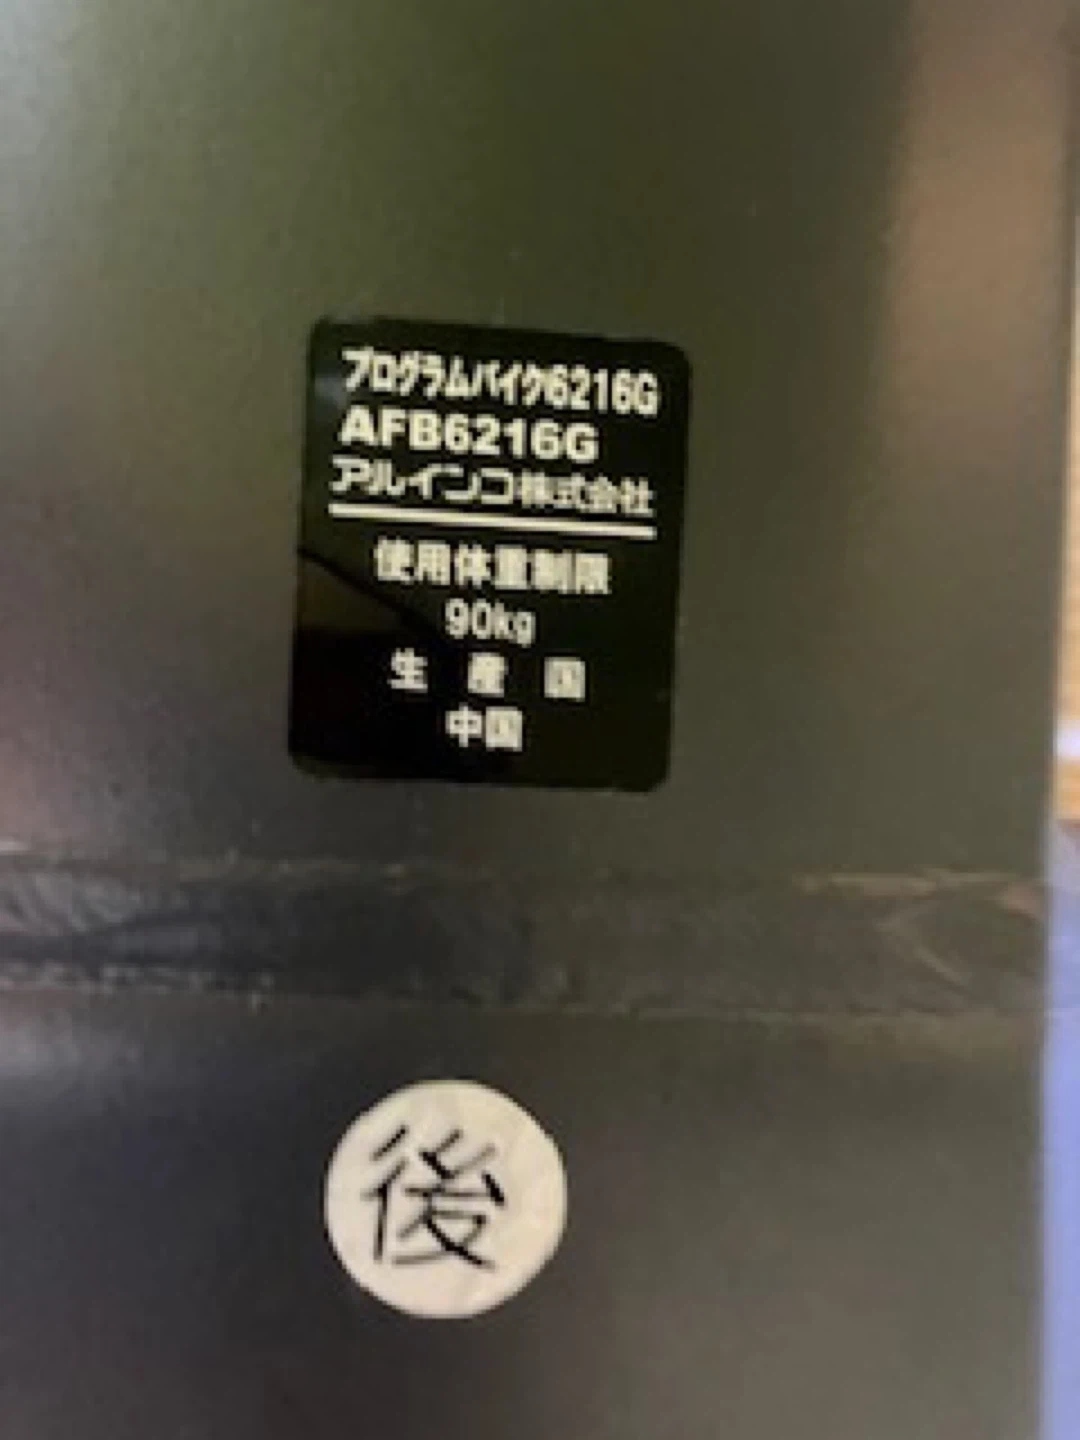 プログラムバイク6216G
AFB6216G
アルインコ株式会社
使用体重制限
90kg
生 産 国
中国
後